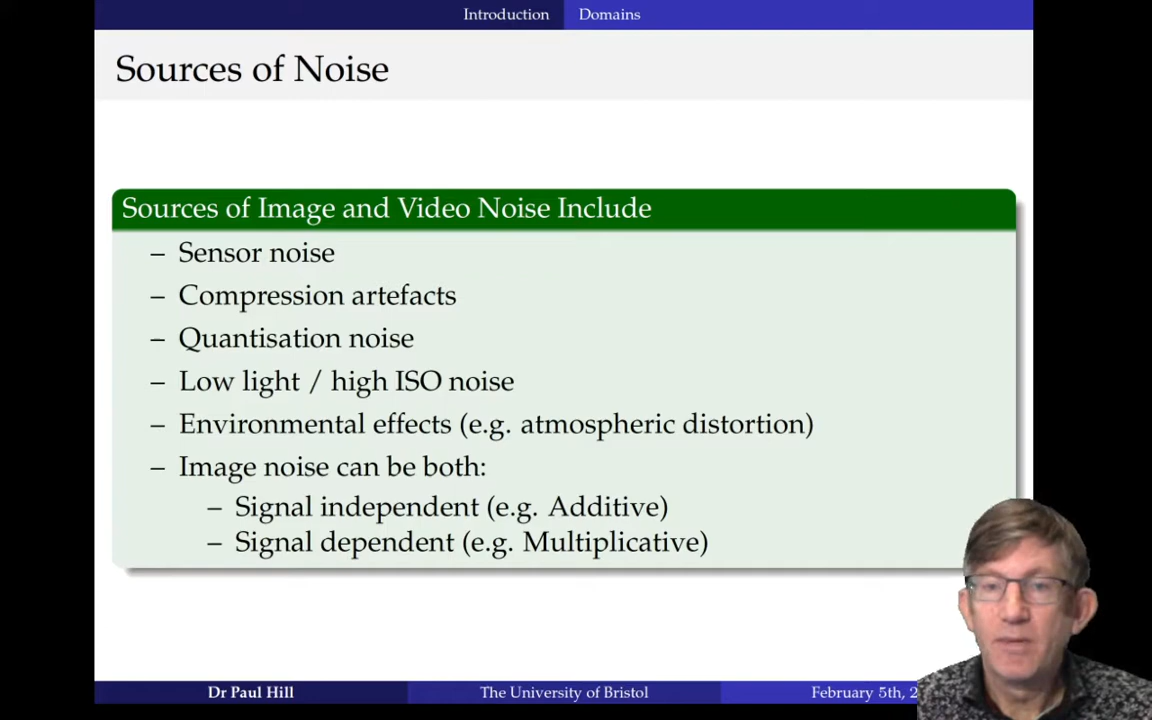 Introduction Domains
Sources of Noise
Sources of Image and Video Noise Include
– Sensor noise
– Compression artefacts
– Quantisation noise
– Low light / high ISO noise
– Environmental effects (e.g. atmospheric distortion)
– Image noise can be both:
– Signal independent (e.g. Additive)
– Signal dependent (e.g. Multiplicative)
Dr Paul Hill The University of Bristol February 5th,